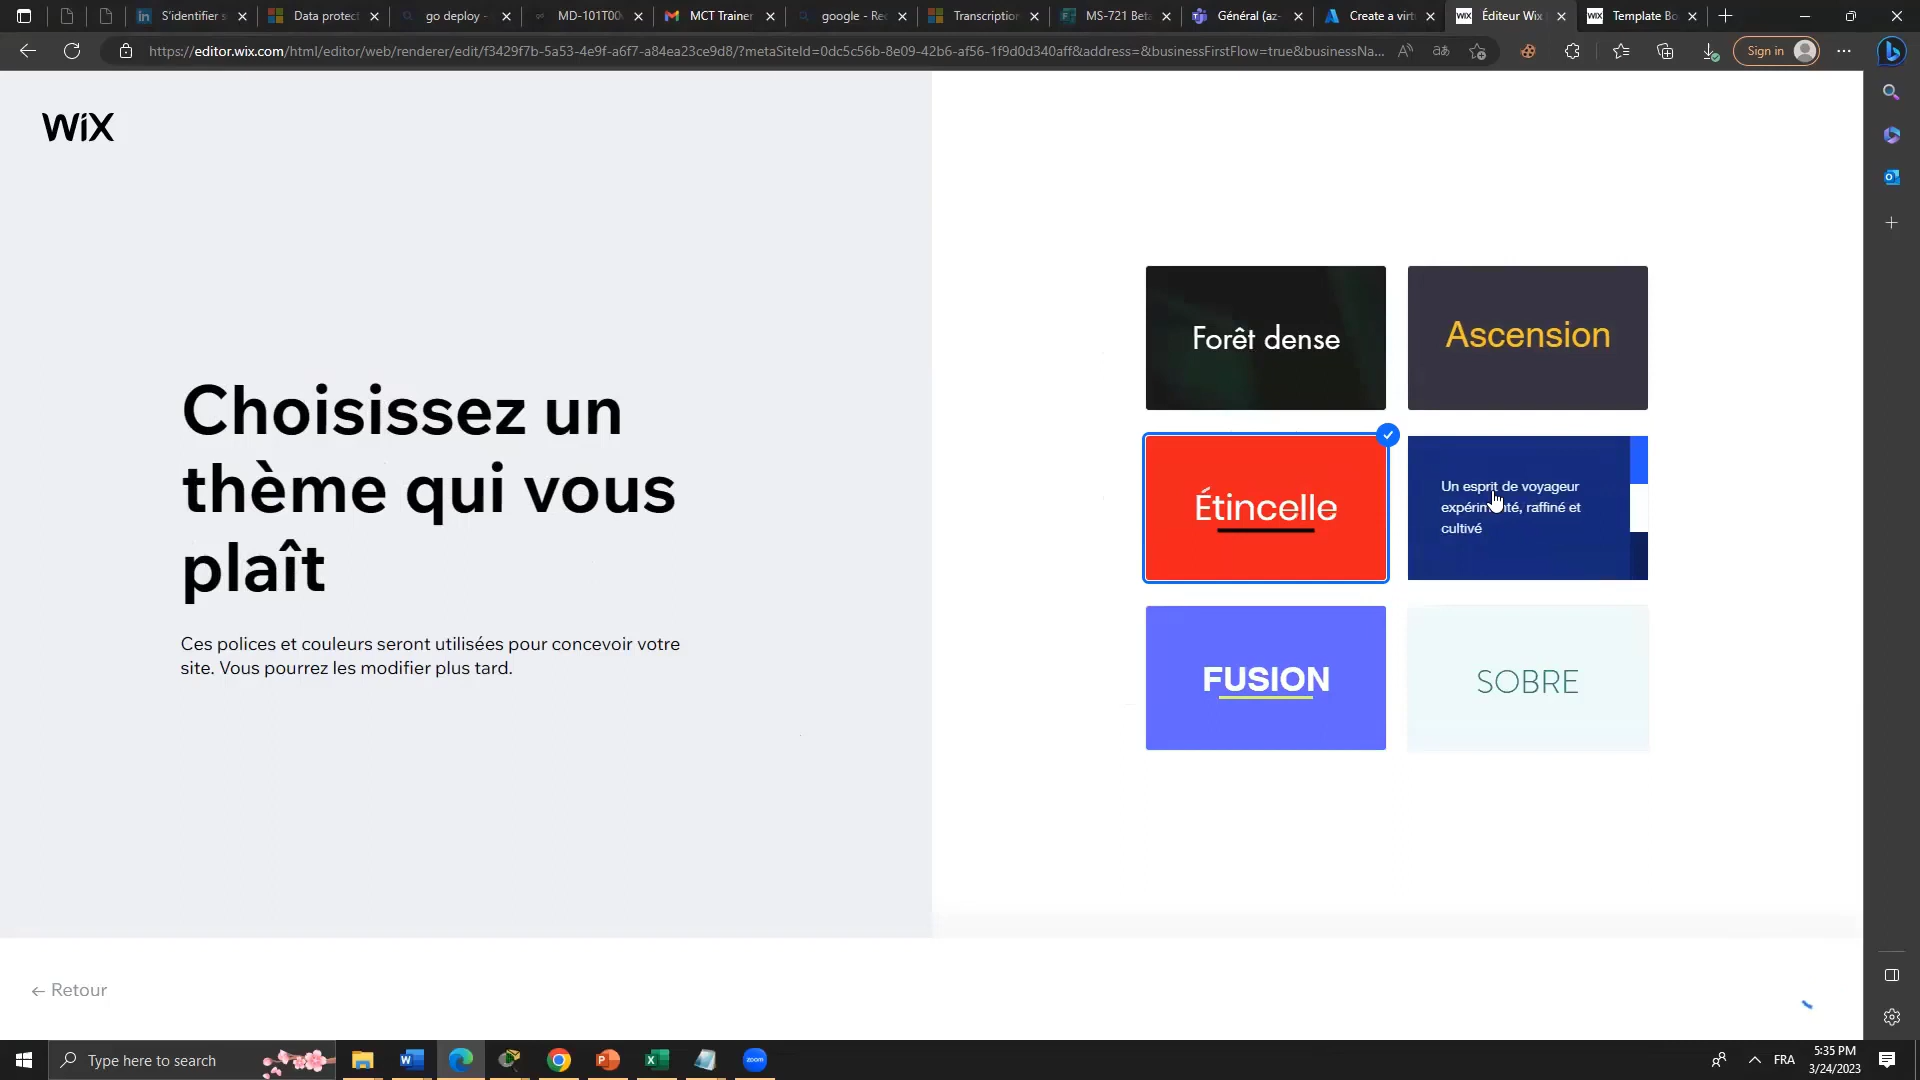 S'identifier s
Data protec
go deploy -
MD-101T00
MCT Trainer
google - Re
Transcription
MS-721 Beta
Général (az-
Create a virt
WIX
Éditeur Wix
WIX
Template Bo
https://editor.wix.com/html/editor/web/renderer/edit/f3429f7b-5a53-4e9f-a6f7-a84ea23ce9d8/?metaSiteId=0dc5c56b-8e09-42b6-af56-1f9d0d340aff&address=&businessFirstFlow=true&businessNa...
Sign in
WiX
Choisissez un
thème qui vous
plaît
Ces polices et couleurs seront utilisées pour concevoir votre
site. Vous pourrez les modifier plus tard.
Forêt dense
Ascension
Étincelle
Un esprit de voyageur
expérimenté, raffiné et
cultivé
FUSION
SOBRE
← Retour
Type here to search
zoom
FRA
5:35 PM
3/24/2023